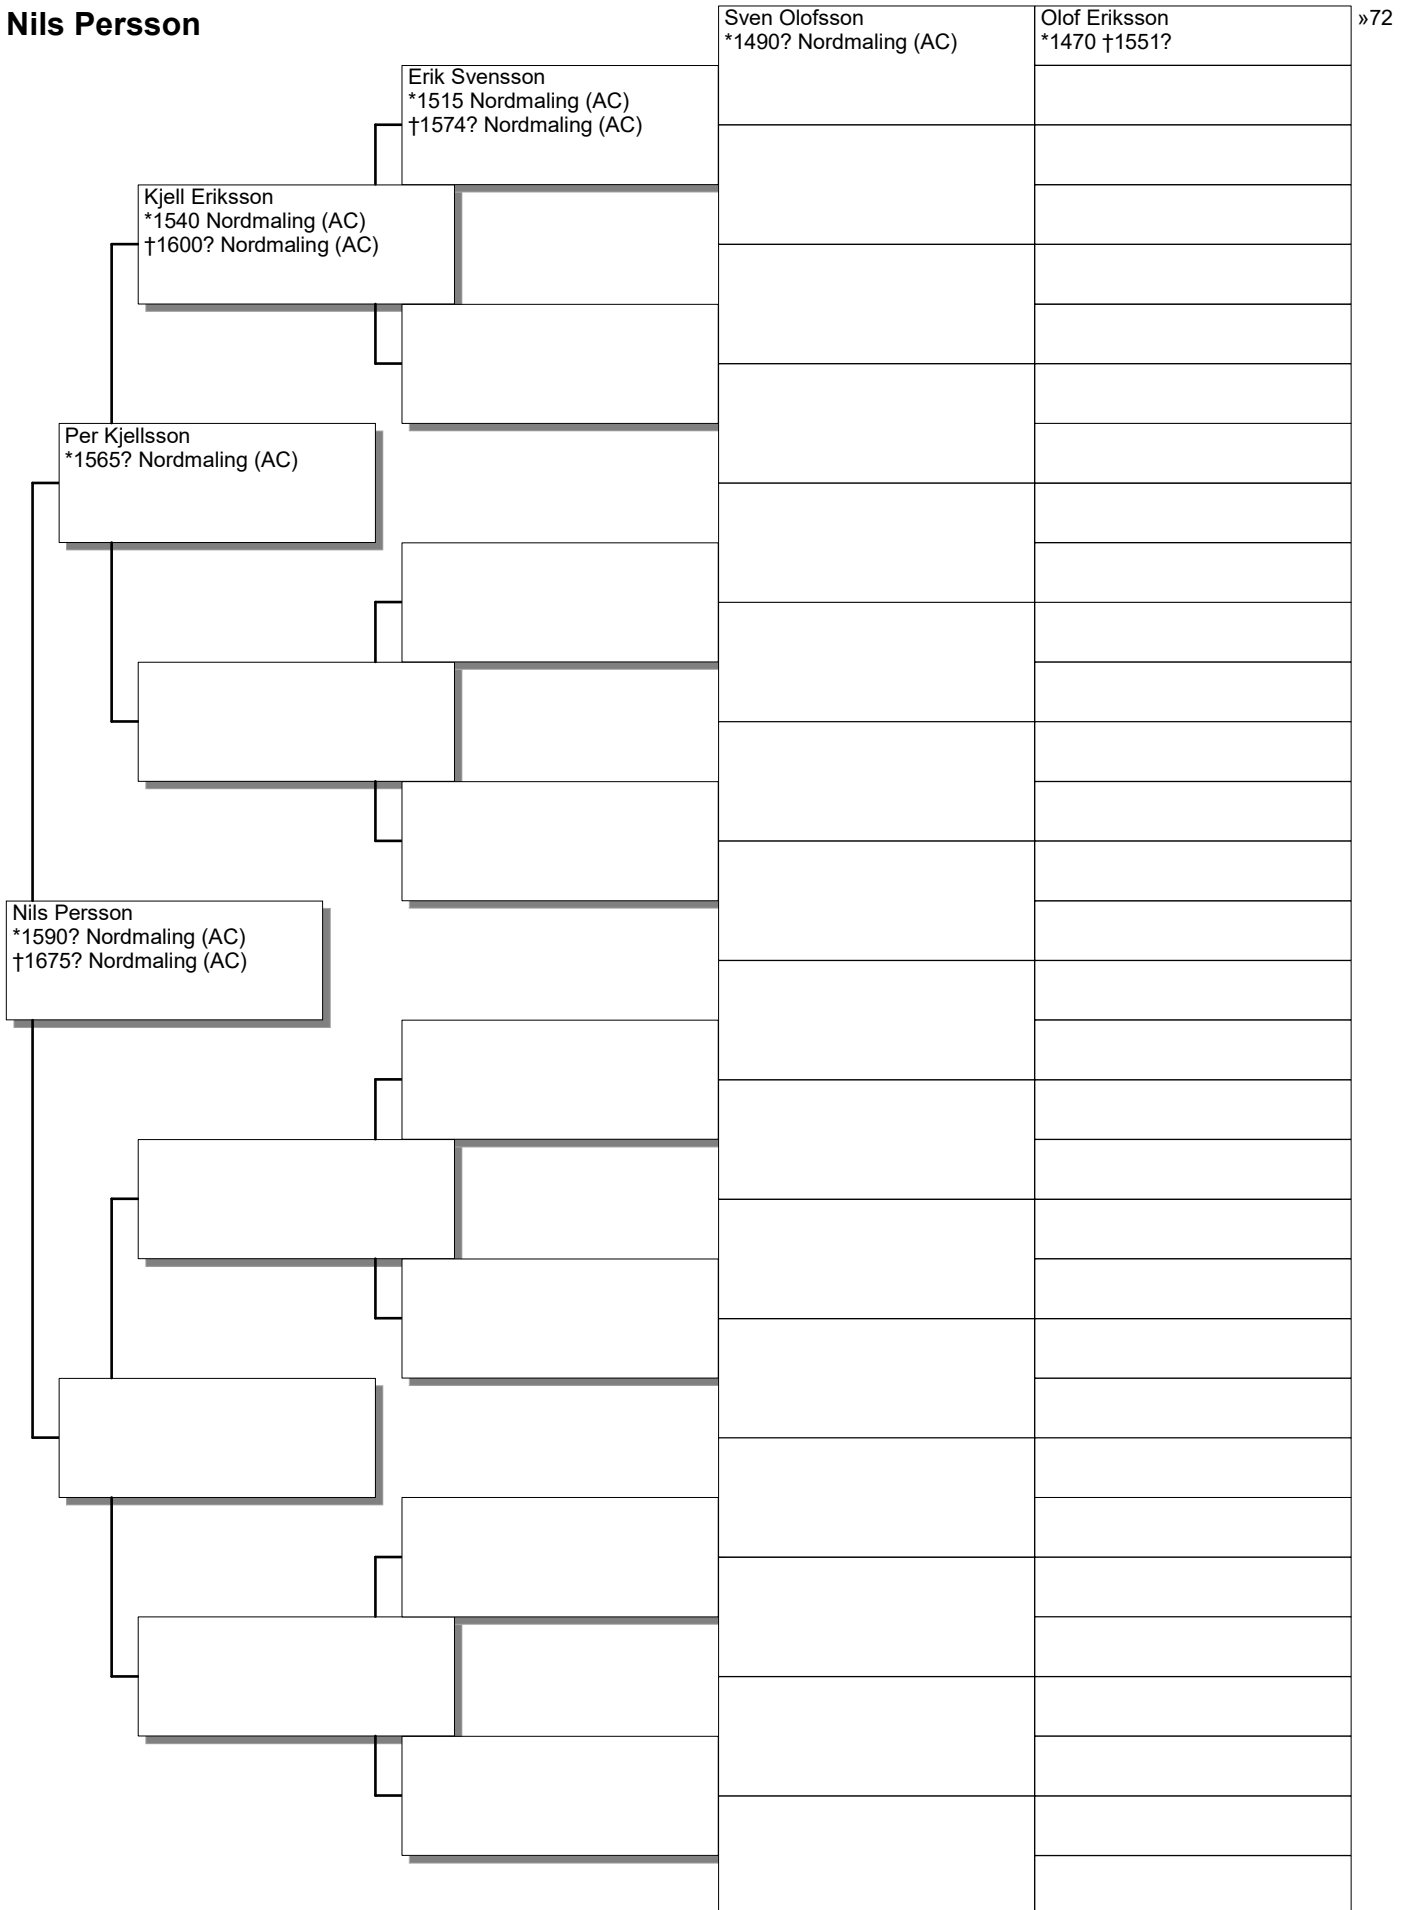 Nils Persson
Sven Olofsson
*1490? Nordmaling (AC)
Olof Eriksson
*1470 †1551?
»72
Erik Svensson
*1515 Nordmaling (AC)
†1574? Nordmaling (AC)
Kjell Eriksson
*1540 Nordmaling (AC)
†1600? Nordmaling (AC)
Per Kjellsson
*1565? Nordmaling (AC)
Nils Persson
*1590? Nordmaling (AC)
†1675? Nordmaling (AC)